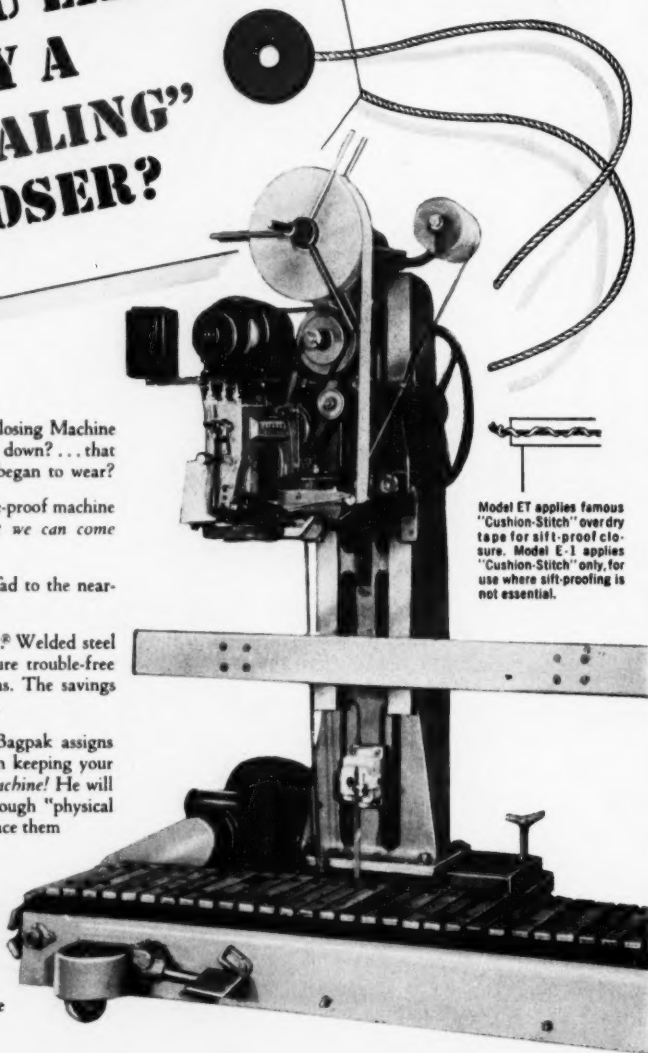 Y A
ALING”
OSER?
losing Machine
down? ... that
began to wear?
e-proof machine
we can come
ad to the near-
.® Welded steel
ure trouble-free
ns. The savings
Bagpak assigns
n keeping your
achine! He will
ough “physical
ce them
e
Model ET applies famous
“Cushion-Stitch” over dry
tape for sift-proof clo-
sure. Model E-1 applies
“Cushion-Stitch” only, for
use where sift-proofing is
not essential.